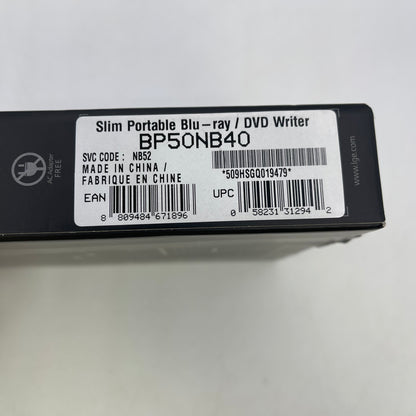 Slim Portable Blu-ray / DVD Writer
BP50NB40
SVC CODE: NB52
MADE IN CHINA /
FABRIQUE EN CHINE
*509HSGQ019479*
EAN
8 809484 671896
UPC
0 58231 31294 2
AC Adapter
FREE
www.lge.com